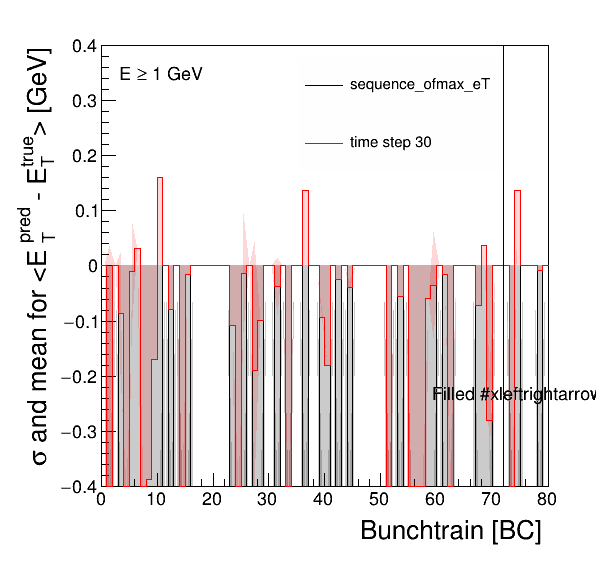 σ and mean for <E_T^pred - E_T^true> [GeV]
0.4
0.3
0.2
0.1
0
−0.1
−0.2
−0.3
−0.4
E ≥ 1 GeV
sequence_ofmax_eT
time step 30
Filled #xleftrightarrow
0 10 20 30 40 50 60 70 80
Bunchtrain [BC]